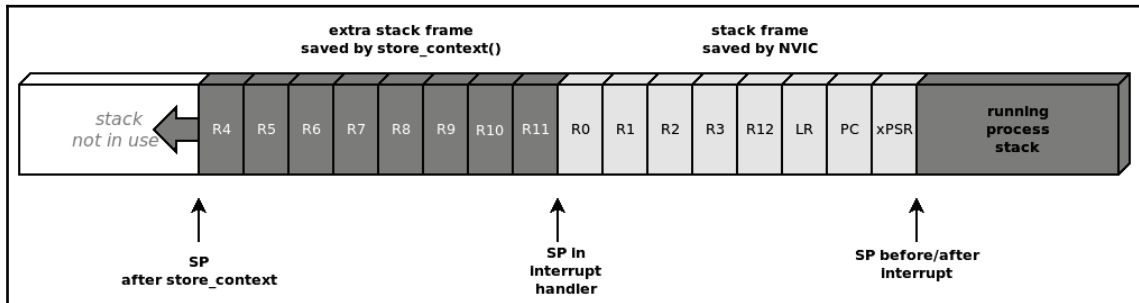 extra stack frame
saved by store_context()
stack frame
saved by NVIC
stack
not in use
R4 R5 R6 R7 R8 R9 R10 R11 R0 R1 R2 R3 R12 LR PC xPSR
running
process
stack
SP
after store_context
SP in
interrupt
handler
SP before/after
interrupt